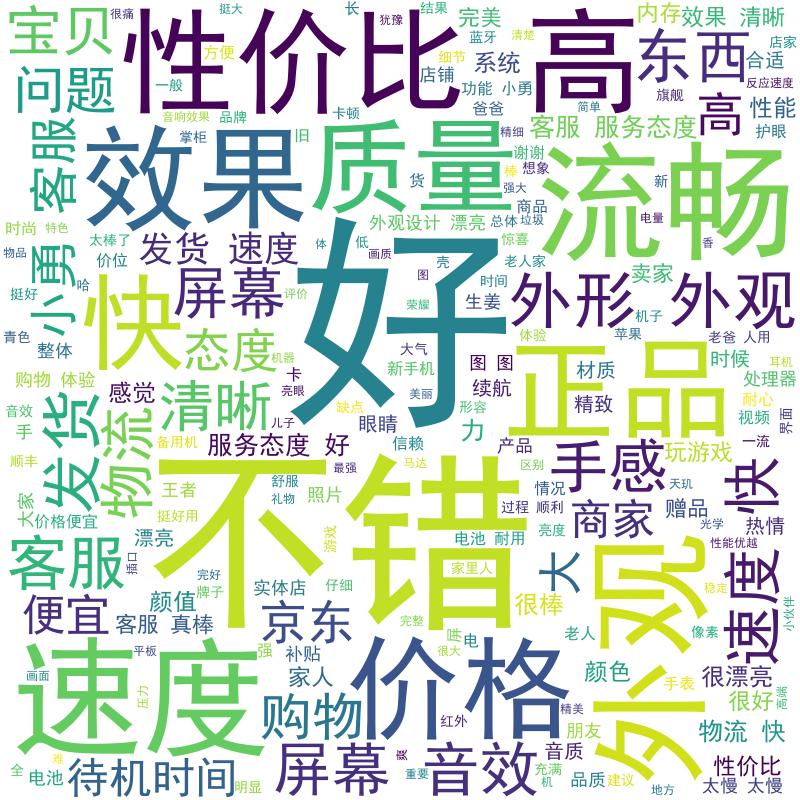 宝贝
很痛
性价比 高
挺大
方便
犹豫
长
结果
完美
蓝牙
清楚
内存
效果 清晰
店家
问题
一般
音响效果
品牌
掌柜
卡顿
旧
细节
店铺
系统
功能
小勇
爸爸
简单
东西
旗舰
合适
反应速度
性能
高
护眼
客服
效果
质量
精细
谢谢
棒
想象
强大
货
商品
客服 服务态度
流畅
新
电量
香
时尚
特色
物品
太棒了
价位
挺好
哈
发货 速度
外观设计 漂亮
总体
垃圾
惊喜
体
低
画质
老人家
壳
图
时间
卖家
小勇
好
屏幕
评价
荣耀
生姜
外形 外观
机子
青色
整体
快
态度
机器
大气
体验
苹果
老爸
人用
图 图
材质
时候
耳机
购物 体验
感觉
卡
亮眼
新手机
美丽
续航
正品
处理器
耐心
精致
视频
音效
手
发货
物流
清晰
缺点
眼睛
形容
力
信赖
界面
备用机
儿子
服务态度 好
产品
手感
玩游戏
一流
顺丰
大家
不错
最强
马达
区别
王者
舒服
礼物
照片
情况
过程
顺利
天玑
快
商家
赠品
光学
热情
价格便宜
挺好用
漂亮
游戏
电池 耐用
亮度
性能优越
客服
插口
完好
牌子
实体店
仔细
家里人
大
外观
速度
稳定
小伙伴
便宜
颜值
京东
完整
很棒
客服 真棒
哇
电
老人
像素
速度
平板
强
补贴
价格
很大
颜色
很漂亮
画面
压力
家人
手表
很好
高端
购物
红外
精美
朋友
物流 快
全
电池
难
待机时间
明显
屏幕
爽
重要
音效
音质
充满
机
品质
建议
地方
性价比
太慢 太慢